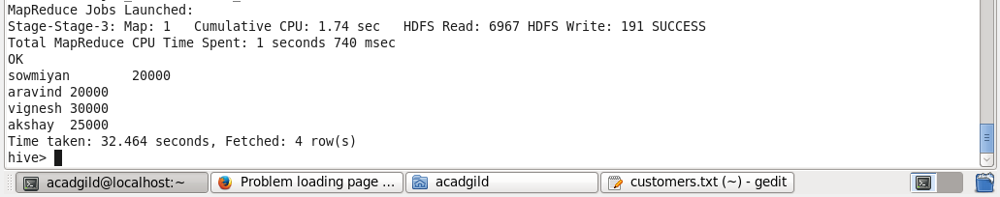 MapReduce Jobs Launched:
Stage-Stage-3: Map: 1   Cumulative CPU: 1.74 sec   HDFS Read: 6967 HDFS Write: 191 SUCCESS
Total MapReduce CPU Time Spent: 1 seconds 740 msec
OK
sowmiyan        20000
aravind 20000
vignesh 30000
akshay  25000
Time taken: 32.464 seconds, Fetched: 4 row(s)
hive>
acadgild@localhost:~
Problem loading page ...
acadgild
customers.txt (~) - gedit